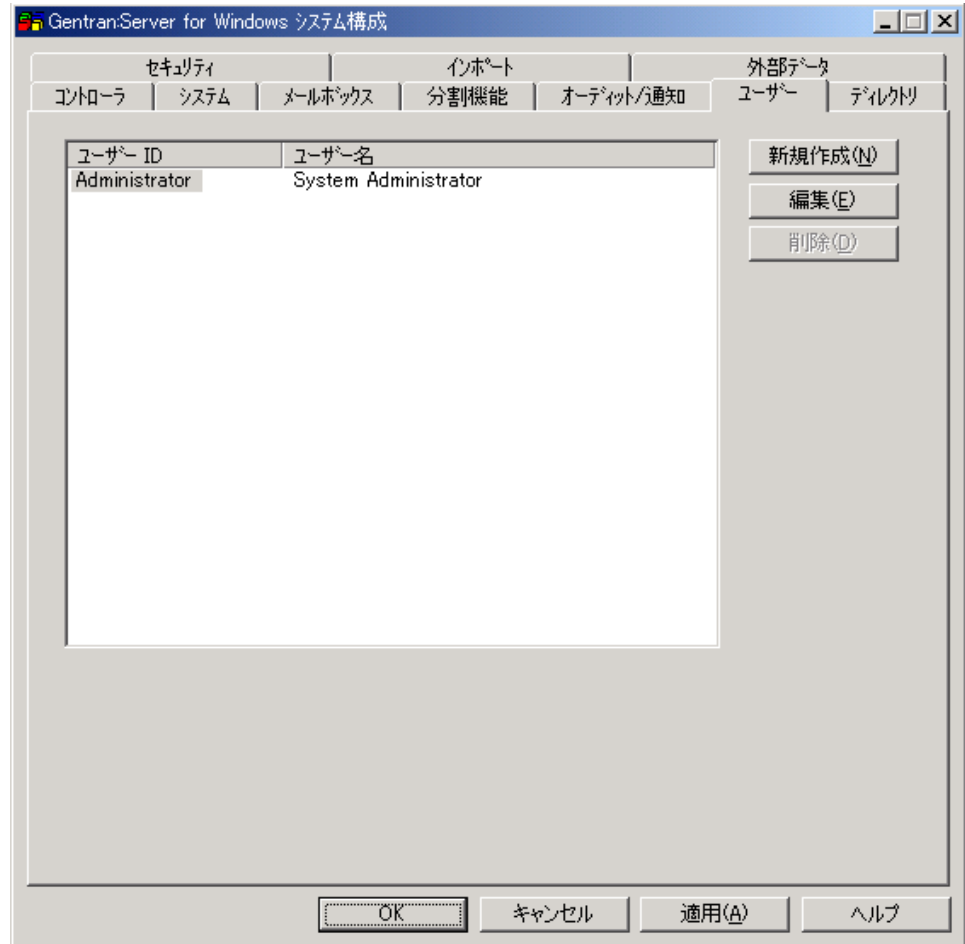 Gentran:Server for Windows システム構成
セキュリティ インポート 外部データ
コントローラ システム メールボックス 分割機能 オーディット/通知 ユーザー ディレクトリ
ユーザー ID ユーザー名 新規作成(N)
Administrator System Administrator
編集(E)
削除(D)
OK キャンセル 適用(A) ヘルプ